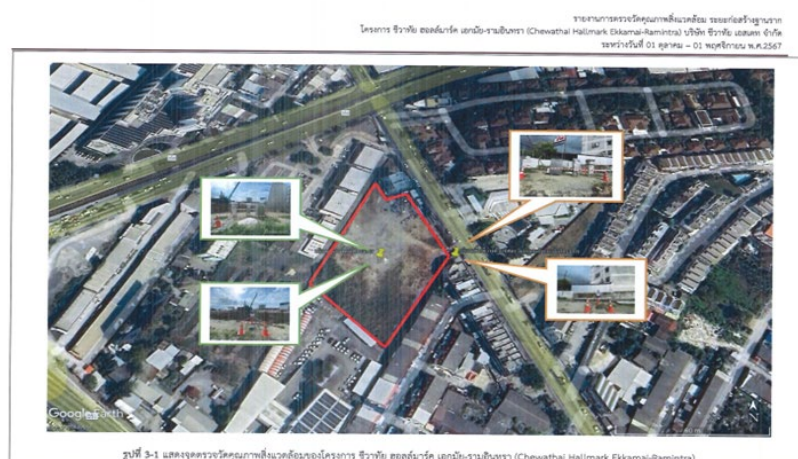 รายงานการตรวจวัดคุณภาพสิ่งแวดล้อม ระยะก่อสร้างฐานราก
โครงการ ชีวาทัย ฮอลล์มาร์ค เอกมัย-รามอินทรา (Chewathai Hallmark Ekkamai-Ramintra) บริษัท ชีวาทัย เอสเตท จำกัด
ระหว่างวันที่ 01 ตุลาคม – 01 พฤศจิกายน พ.ศ.2567
Google Earth
รูปที่ 3-1 แสดงจุดตรวจวัดคุณภาพสิ่งแวดล้อมของโครงการ ชีวาทัย ฮอลล์มาร์ค เอกมัย-รามอินทรา (Chewathai Hallmark Ekkamai-Ramintra)